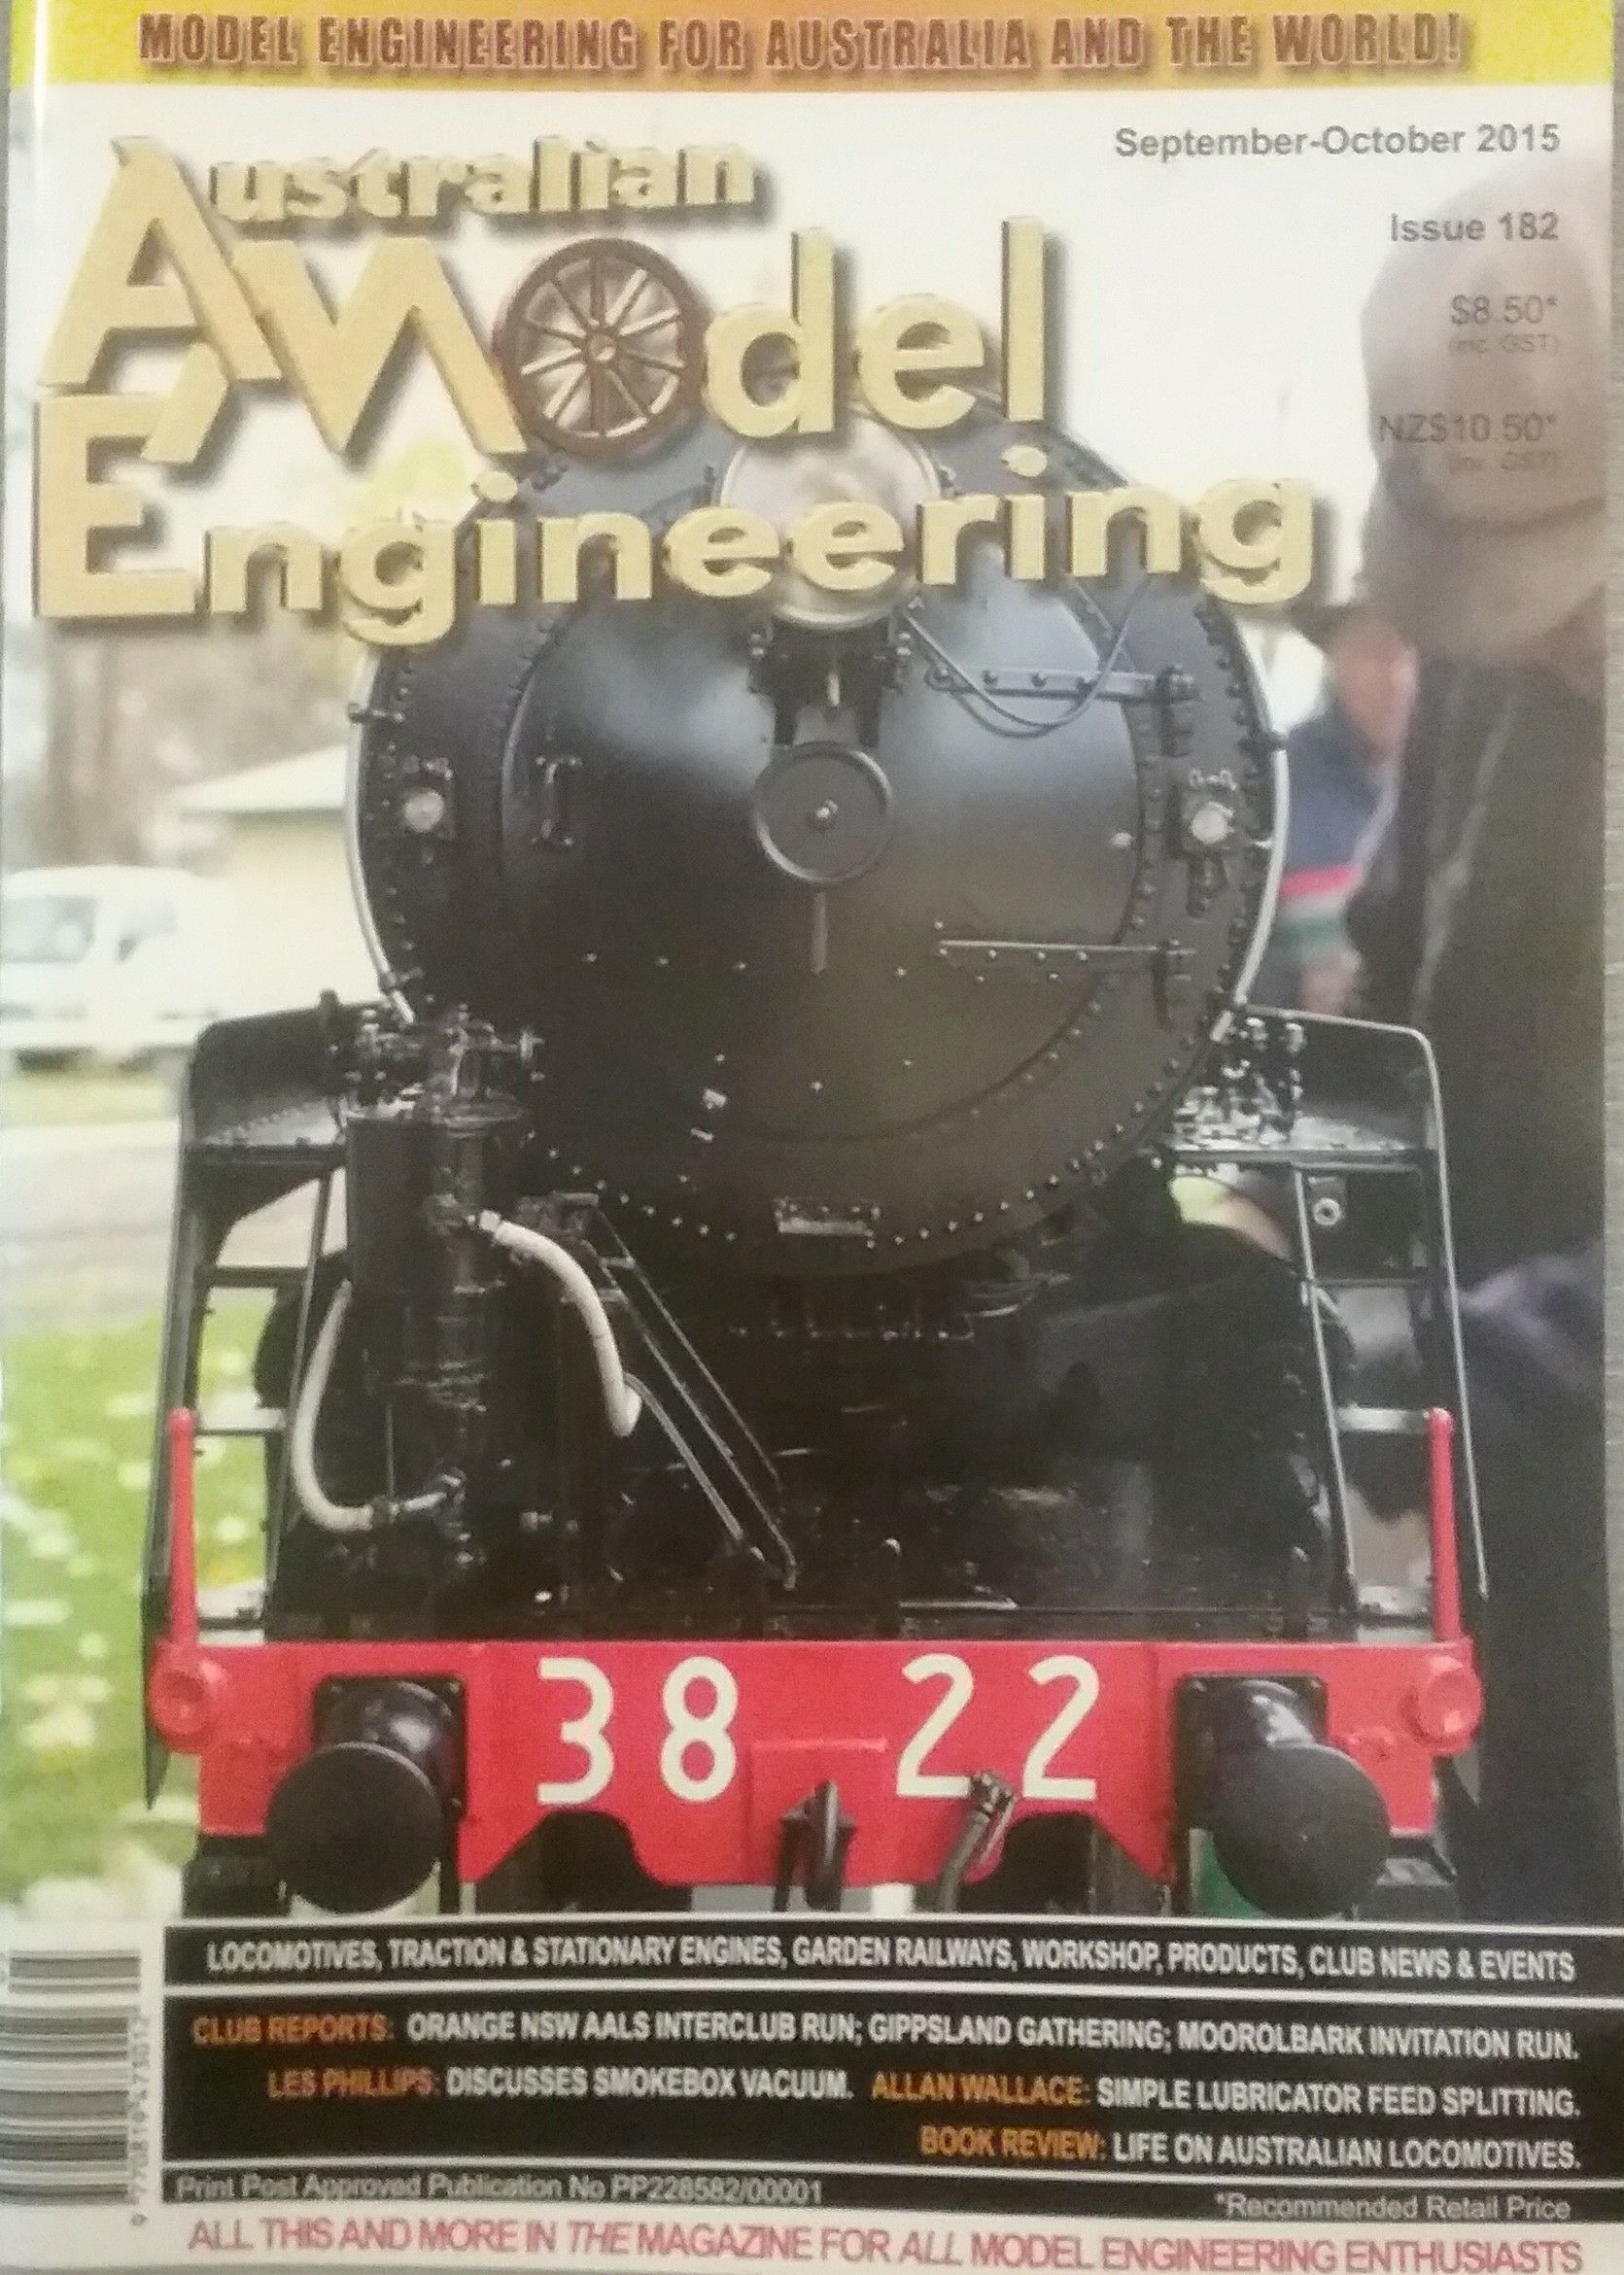 MODEL ENGINEERING FOR AUSTRALIA AND THE WORLD!
September-October 2015
Australian
Issue 182
Model
$8.50*
(inc. GST)
NZ$10.50*
(inc. GST)
Engineering
38 22
LOCOMOTIVES, TRACTION & STATIONARY ENGINES, GARDEN RAILWAYS, WORKSHOP, PRODUCTS, CLUB NEWS & EVENTS
CLUB REPORTS: ORANGE NSW AALS INTERCLUB RUN; GIPPSLAND GATHERING; MOOROLBARK INVITATION RUN.
LES PHILLIPS: DISCUSSES SMOKEBOX VACUUM. ALLAN WALLACE: SIMPLE LUBRICATOR FEED SPLITTING.
BOOK REVIEW: LIFE ON AUSTRALIAN LOCOMOTIVES.
Print Post Approved Publication No PP228582/00001
*Recommended Retail Price
ALL THIS AND MORE IN THE MAGAZINE FOR ALL MODEL ENGINEERING ENTHUSIASTS